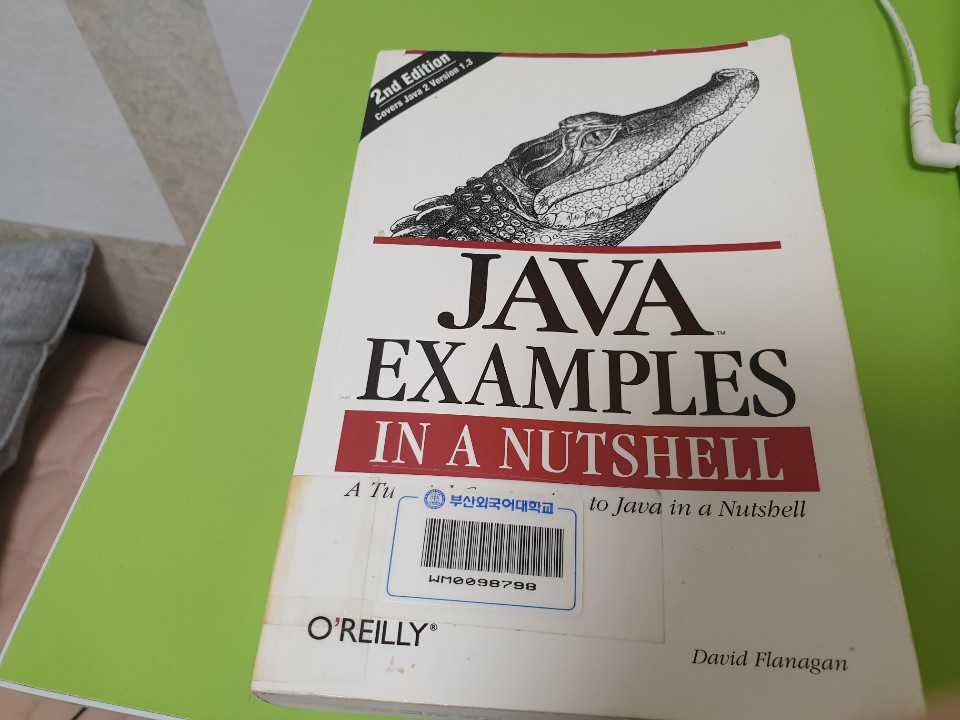 2nd Edition
Covers Java 2 Version 1.3
JAVA™
EXAMPLES
IN A NUTSHELL
A to Java in a Nutshell
부산외국어대학교
WM0098798
O'REILLY®
David Flanagan